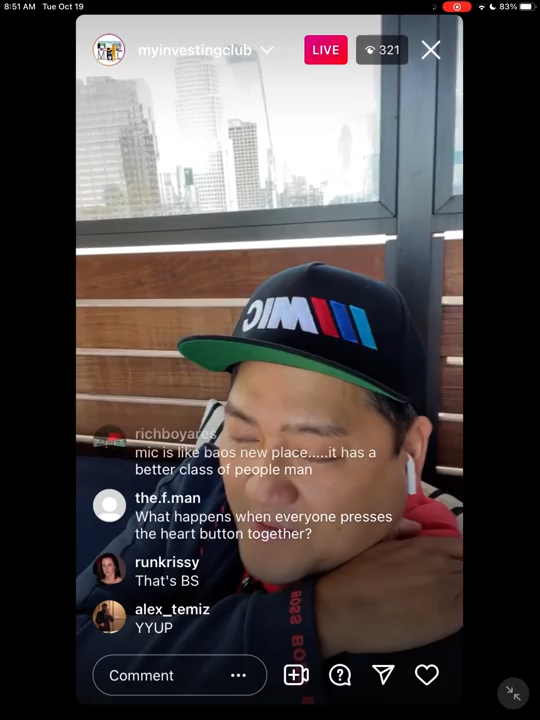 8:51 AM Tue Oct 19
83%
myinvestingclub
LIVE
321
MIC
richboyares
mic is like baos new place.....it has a
better class of people man
the.f.man
What happens when everyone presses
the heart button together?
runkrissy
That's BS
alex_temiz
YYUP
BOSS BO
Comment